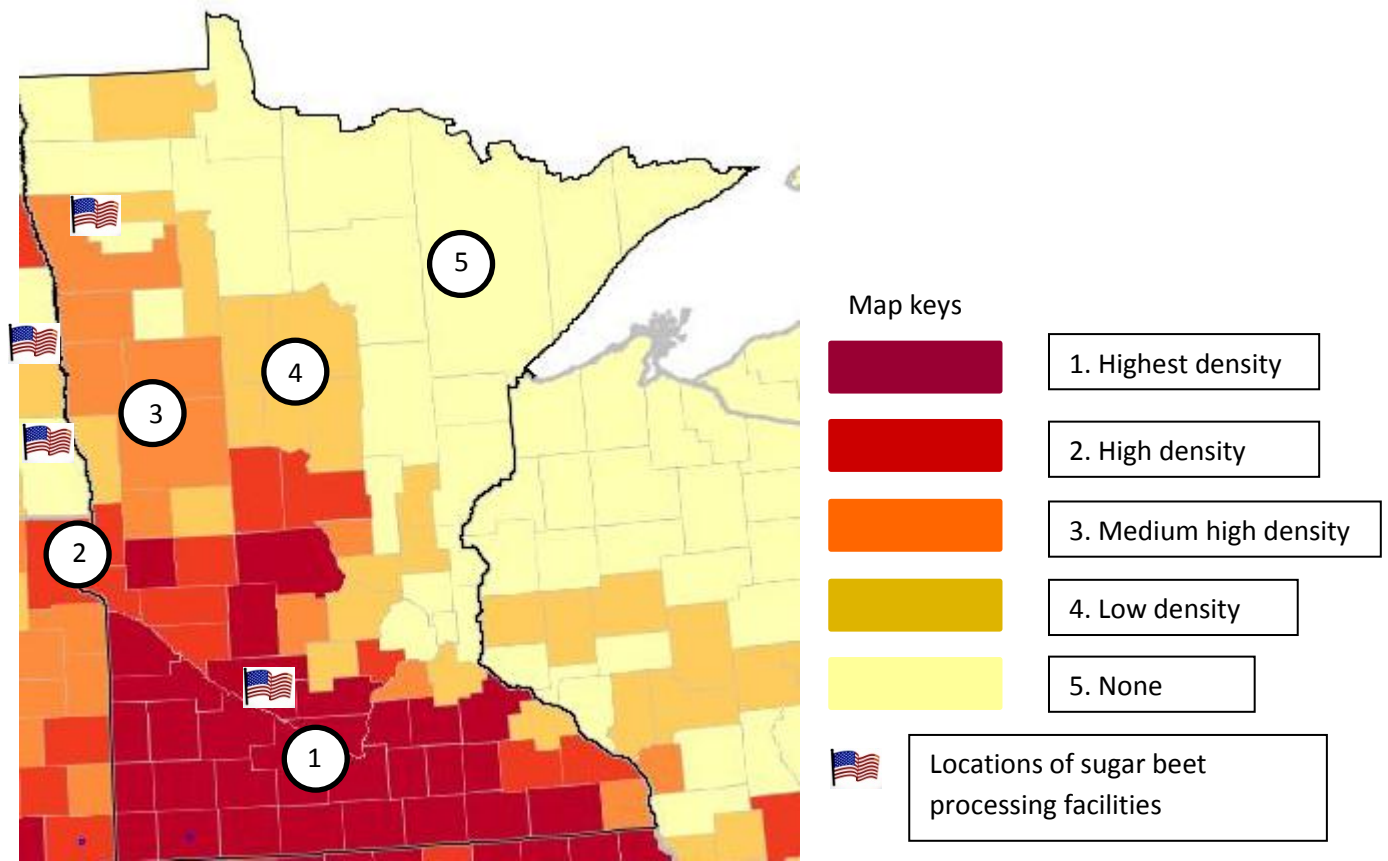 5
4
3
2
1
Map keys
1. Highest density
2. High density
3. Medium high density
4. Low density
5. None
Locations of sugar beet
processing facilities